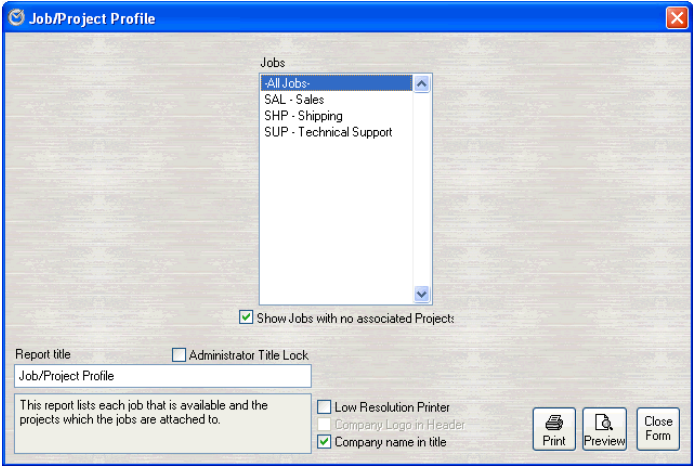 Job/Project Profile
Jobs
-All Jobs-
SAL - Sales
SHP - Shipping
SUP - Technical Support
Show Jobs with no associated Projects
Report title
Administrator Title Lock
Job/Project Profile
This report lists each job that is available and the
projects which the jobs are attached to.
Low Resolution Printer
Company Logo in Header
Company name in title
Print
Preview
Close
Form